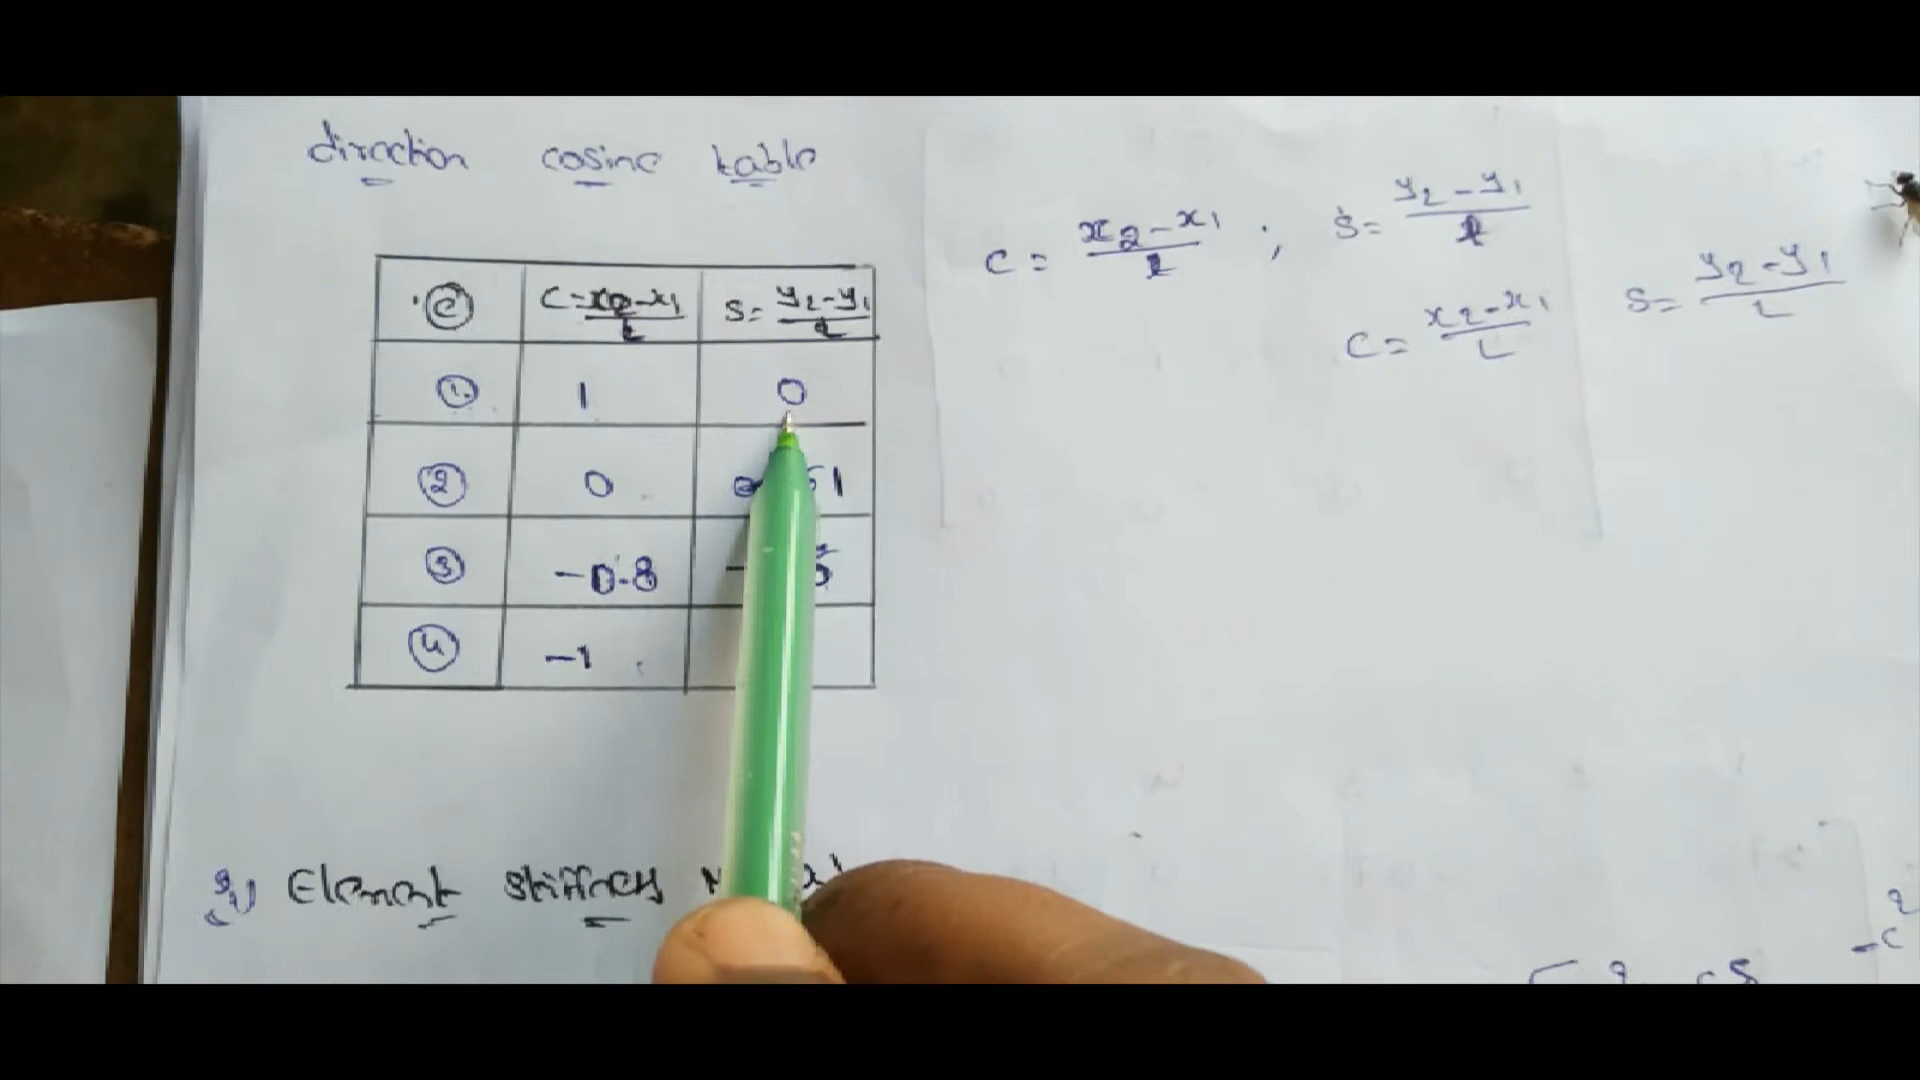 direction cosine table
C = x2-x1/L ; S = y2-y1/L
C = x2-x1/L S = y2-y1/L
e C = x2-x1/L S = y2-y1/L
1 1 0
2 0
3 -0.8
4 -1
3) Element stiffness